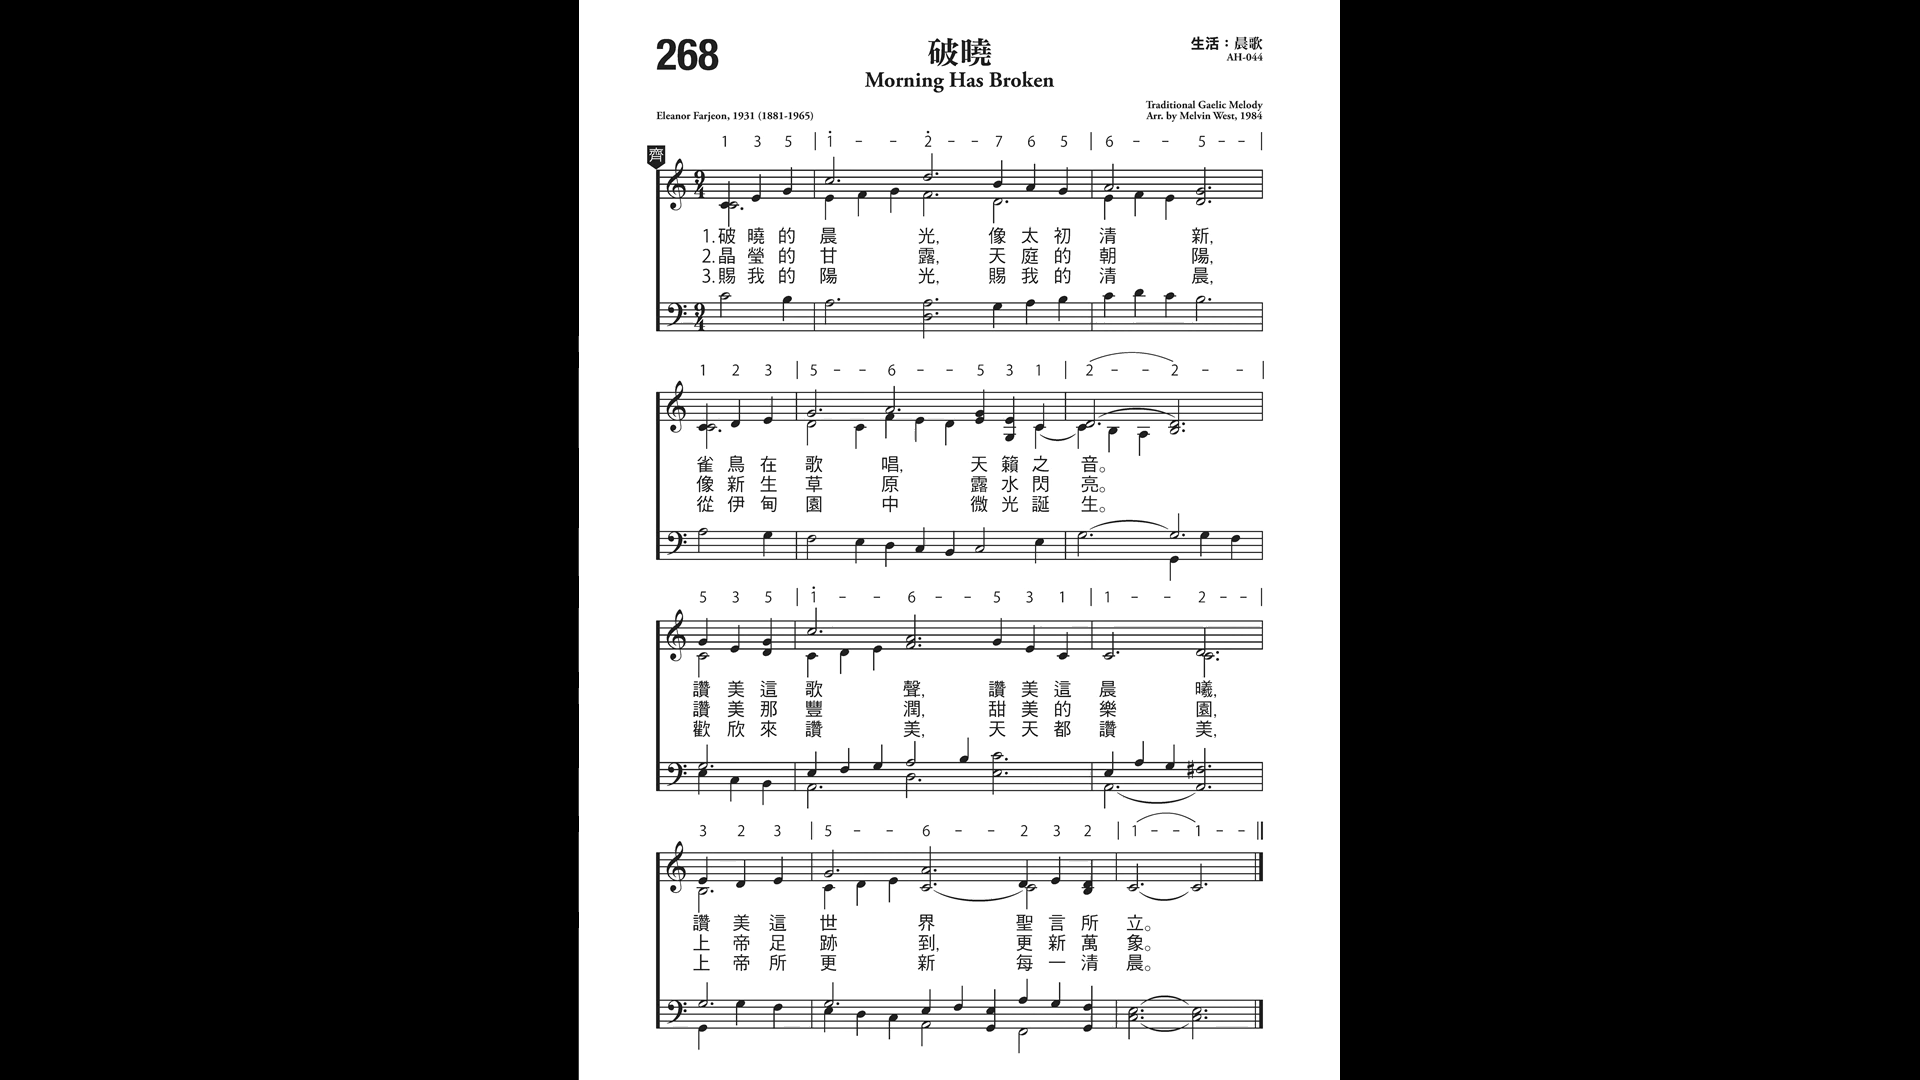 268
破曉
Morning Has Broken
生活：晨歌
AH-044
Eleanor Farjeon, 1931 (1881-1965)
Traditional Gaelic Melody
Arr. by Melvin West, 1984
1 3 5 | 1̇ – – 2̇ – – 7 6 5 | 6 – – 5 – – |
齊
1.破曉的晨光, 像太初清新,
2.晶瑩的甘露, 天庭的朝陽,
3.賜我的陽光, 賜我的清晨,
1 2 3 | 5 – – 6 – – 5 3 1 | 2 – – 2 – – |
雀鳥在歌唱, 天籟之音。
像新生草原 露水閃亮。
從伊甸園中 微光誕生。
5 3 5 | 1̇ – – 6 – – 5 3 1 | 1 – – 2 – – |
讚美這歌聲, 讚美這晨曦,
讚美那豐潤, 甜美的樂園,
歡欣來讚美, 天天都讚美,
3 2 3 | 5 – – 6 – – 2 3 2 | 1 – – 1 – – ‖
讚美這世界 聖言所立。
上帝足跡到, 更新萬象。
上帝所更新 每一清晨。